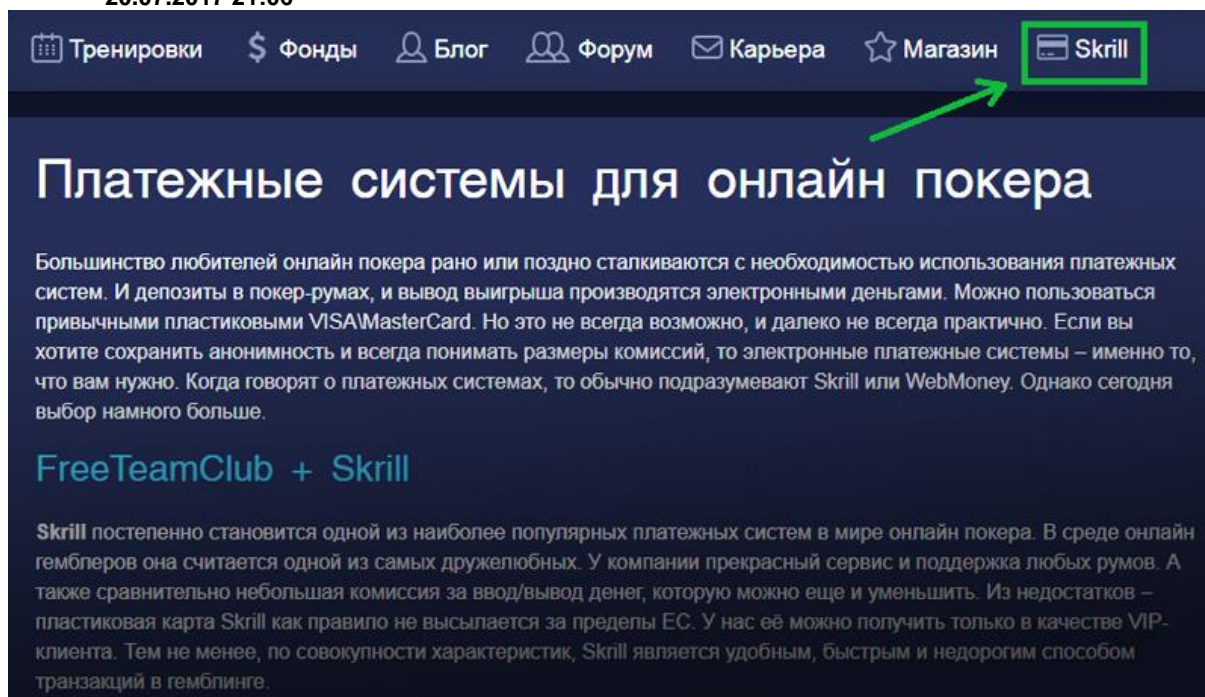 Тренировки $ Фонды Блог Форум Карьера Магазин Skrill
Платежные системы для онлайн покера
Большинство любителей онлайн покера рано или поздно сталкиваются с необходимостью использования платежных
систем. И депозиты в покер-румах, и вывод выигрыша производятся электронными деньгами. Можно пользоваться
привычными пластиковыми VISA\MasterCard. Но это не всегда возможно, и далеко не всегда практично. Если вы
хотите сохранить анонимность и всегда понимать размеры комиссий, то электронные платежные системы – именно то,
что вам нужно. Когда говорят о платежных системах, то обычно подразумевают Skrill или WebMoney. Однако сегодня
выбор намного больше.
FreeTeamClub + Skrill
Skrill постепенно становится одной из наиболее популярных платежных систем в мире онлайн покера. В среде онлайн
гемблеров она считается одной из самых дружелюбных. У компании прекрасный сервис и поддержка любых румов. А
также сравнительно небольшая комиссия за ввод/вывод денег, которую можно еще и уменьшить. Из недостатков –
пластиковая карта Skrill как правило не высылается за пределы ЕС. У нас её можно получить только в качестве VIP-
клиента. Тем не менее, по совокупности характеристик, Skrill является удобным, быстрым и недорогим способом
транзакций в гемблинге.